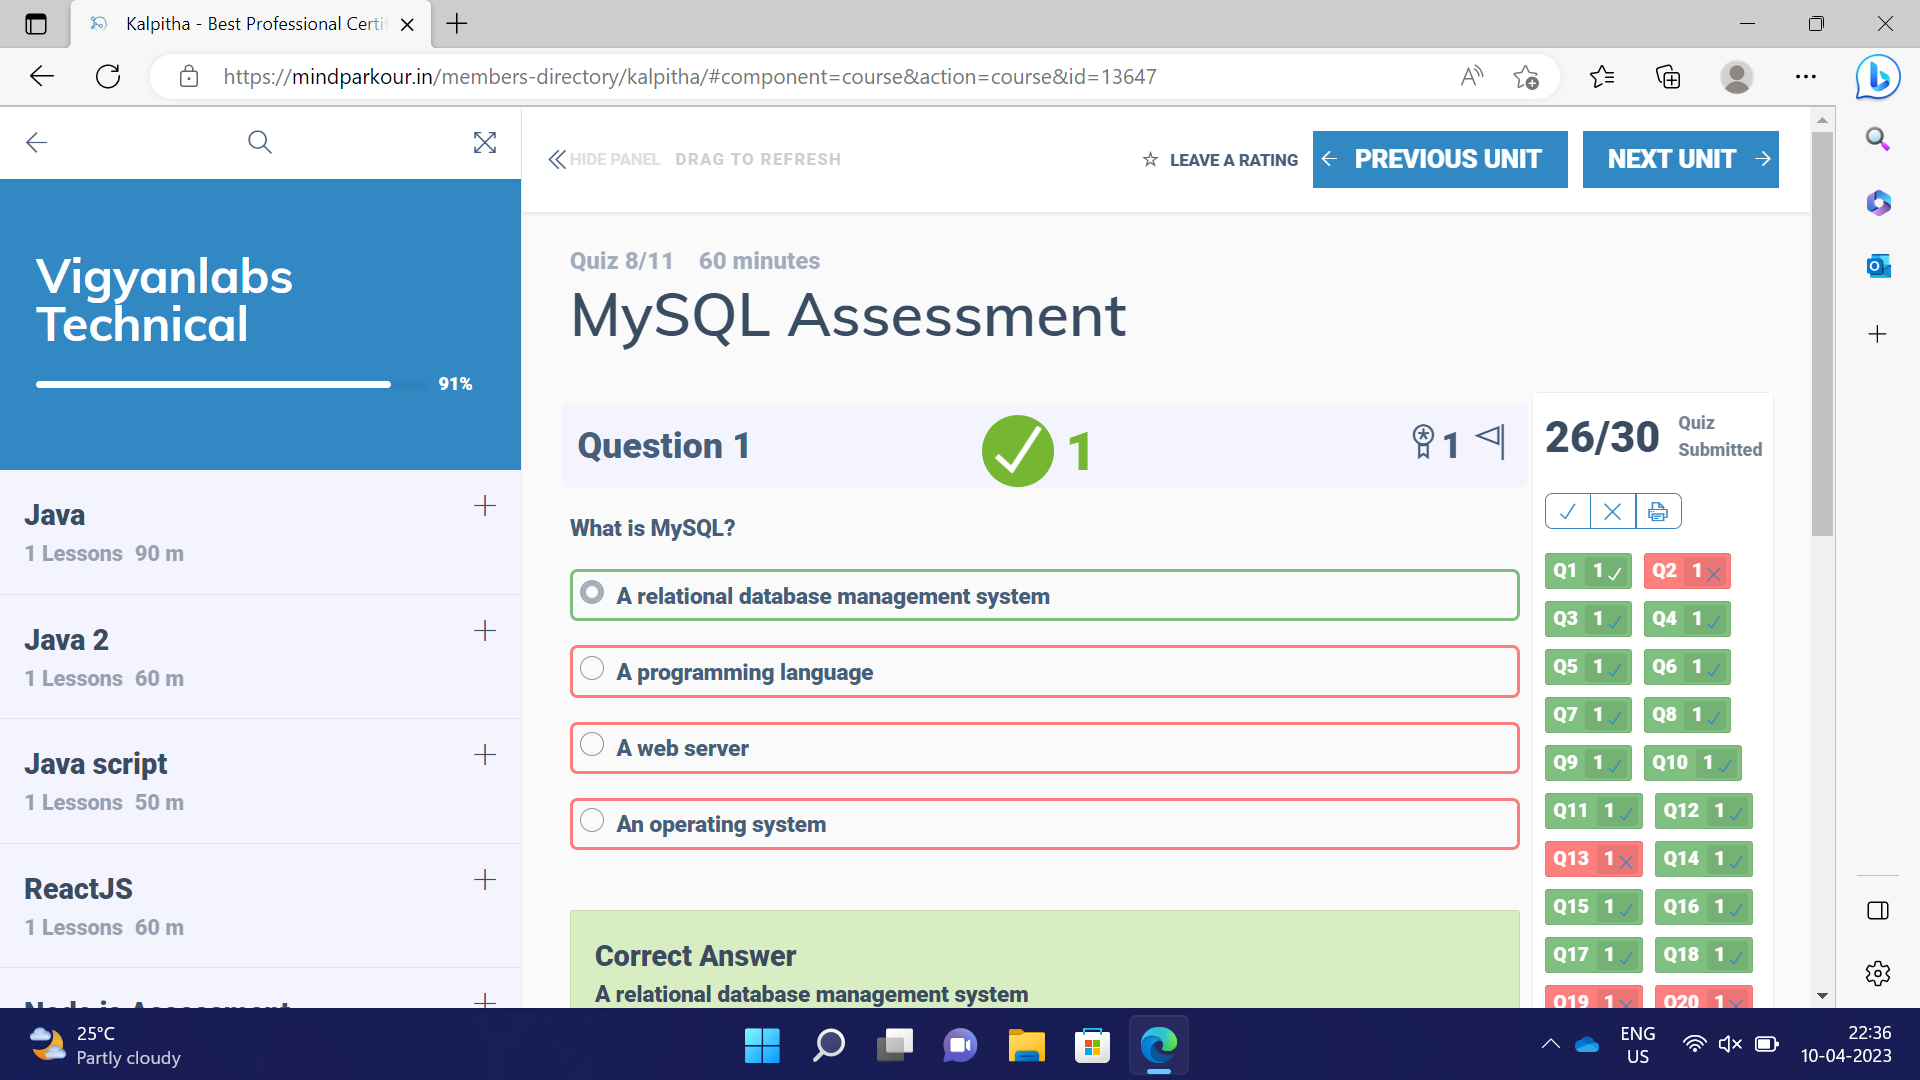 Kalpitha - Best Professional Certif
https://mindparkour.in/members-directory/kalpitha/#component=course&action=course&id=13647
HIDE PANEL DRAG TO REFRESH
LEAVE A RATING
PREVIOUS UNIT
NEXT UNIT
Vigyanlabs
Technical
91%
Java
1 Lessons 90 m
Java 2
1 Lessons 60 m
Java script
1 Lessons 50 m
ReactJS
1 Lessons 60 m
Node js Assessment
Quiz 8/11 60 minutes
MySQL Assessment
Question 1
1
1
What is MySQL?
A relational database management system
A programming language
A web server
An operating system
Correct Answer
A relational database management system
26/30
Quiz
Submitted
Q1 1 Q2 1
Q3 1 Q4 1
Q5 1 Q6 1
Q7 1 Q8 1
Q9 1 Q10 1
Q11 1 Q12 1
Q13 1 Q14 1
Q15 1 Q16 1
Q17 1 Q18 1
Q19 1 Q20 1
25°C
Partly cloudy
ENG
US
22:36
10-04-2023